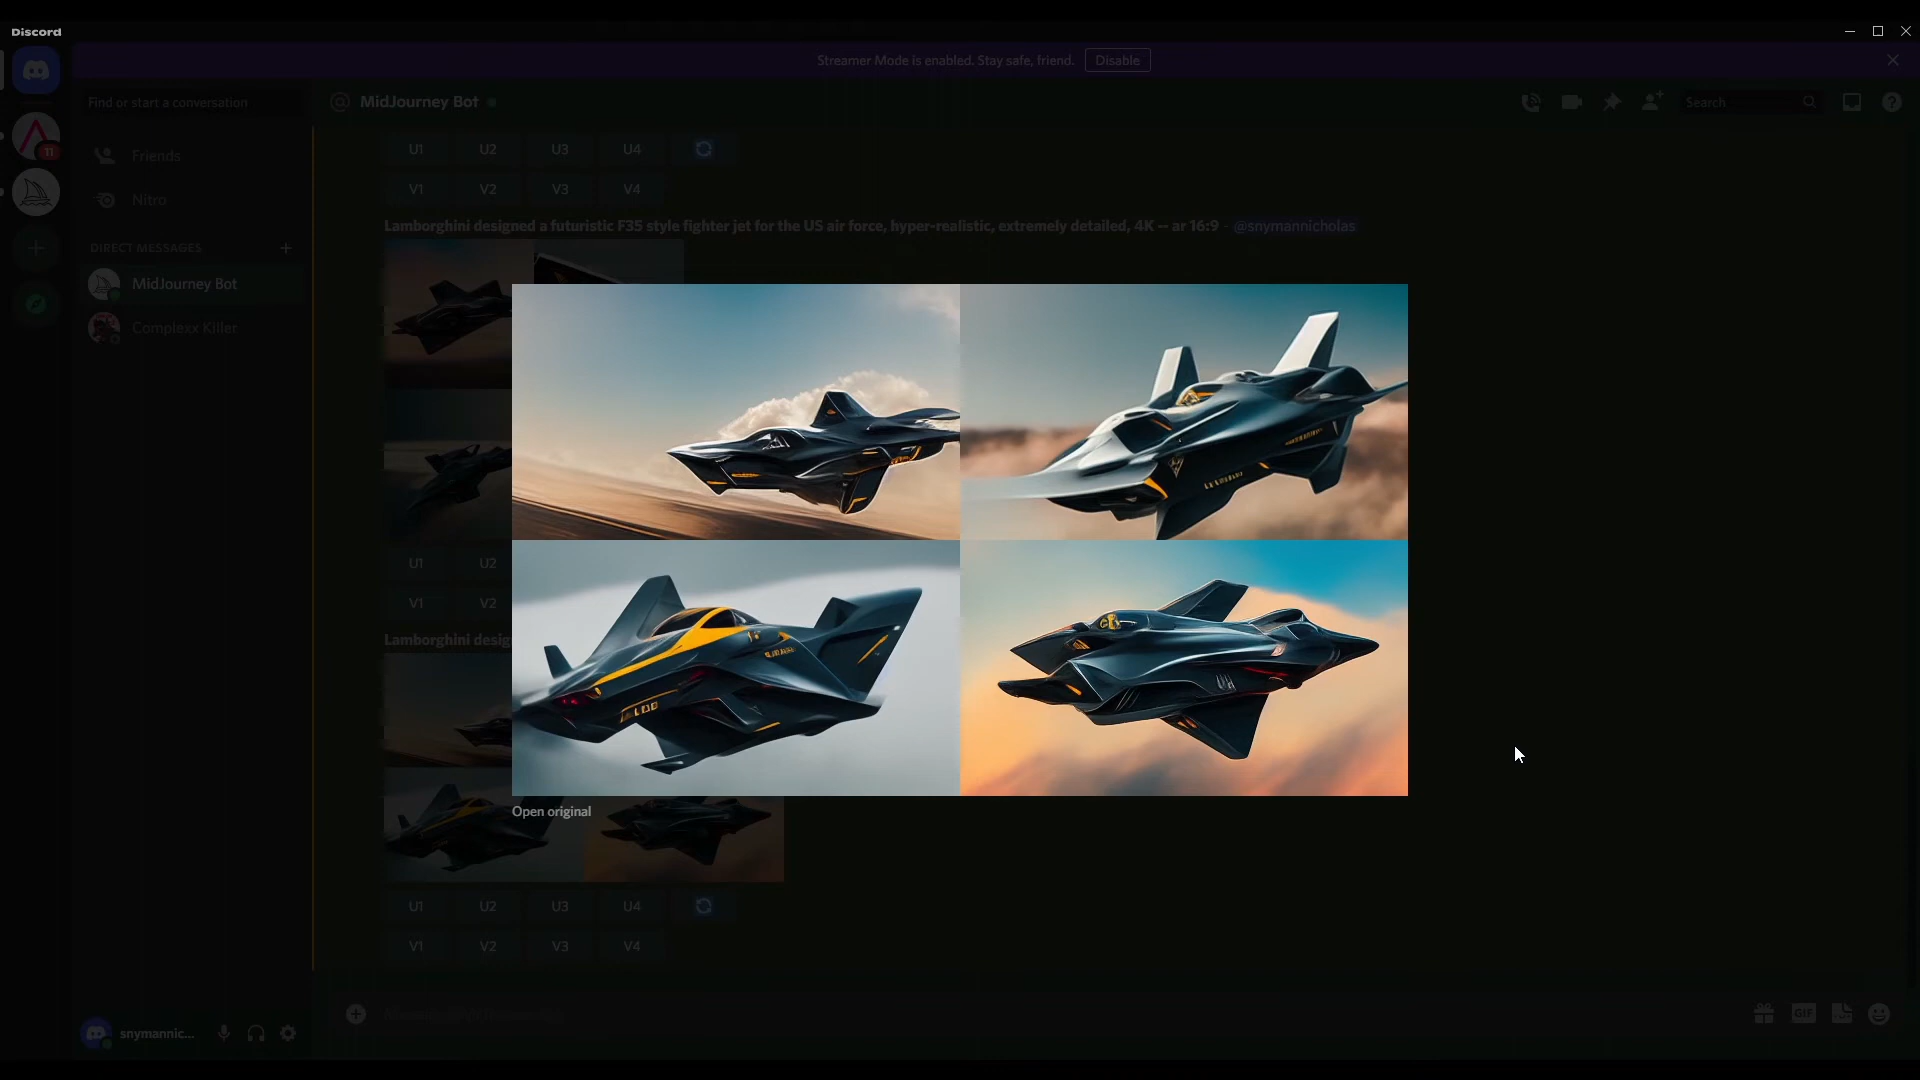 Discord
Streamer Mode is enabled. Stay safe, friend.
Disable
Find or start a conversation
MidJourney Bot
Search
11
Friends
Nitro
DIRECT MESSAGES
MidJourney Bot
Complexx Killer
U1 U2 U3 U4
V1 V2 V3 V4
Lamborghini designed a futuristic F35 style fighter jet for the US air force, hyper-realistic, extremely detailed, 4K -- ar 16:9 - @snymannicholas
U1 U2
V1 V2
Lamborghini desig
Open original
U1 U2 U3 U4
V1 V2 V3 V4
snymannic...
GIF